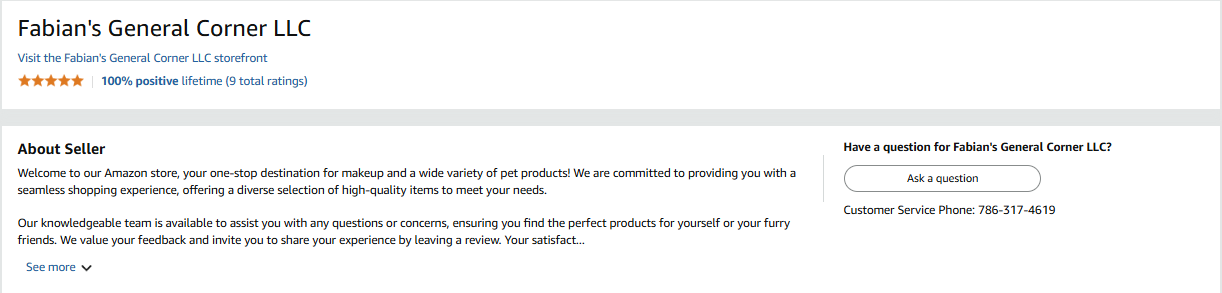 Fabian's General Corner LLC
Visit the Fabian's General Corner LLC storefront
100% positive lifetime (9 total ratings)
About Seller
Welcome to our Amazon store, your one-stop destination for makeup and a wide variety of pet products! We are committed to providing you with a
seamless shopping experience, offering a diverse selection of high-quality items to meet your needs.
Our knowledgeable team is available to assist you with any questions or concerns, ensuring you find the perfect products for yourself or your furry
friends. We value your feedback and invite you to share your experience by leaving a review. Your satisfact...
See more
Have a question for Fabian's General Corner LLC?
Ask a question
Customer Service Phone: 786-317-4619